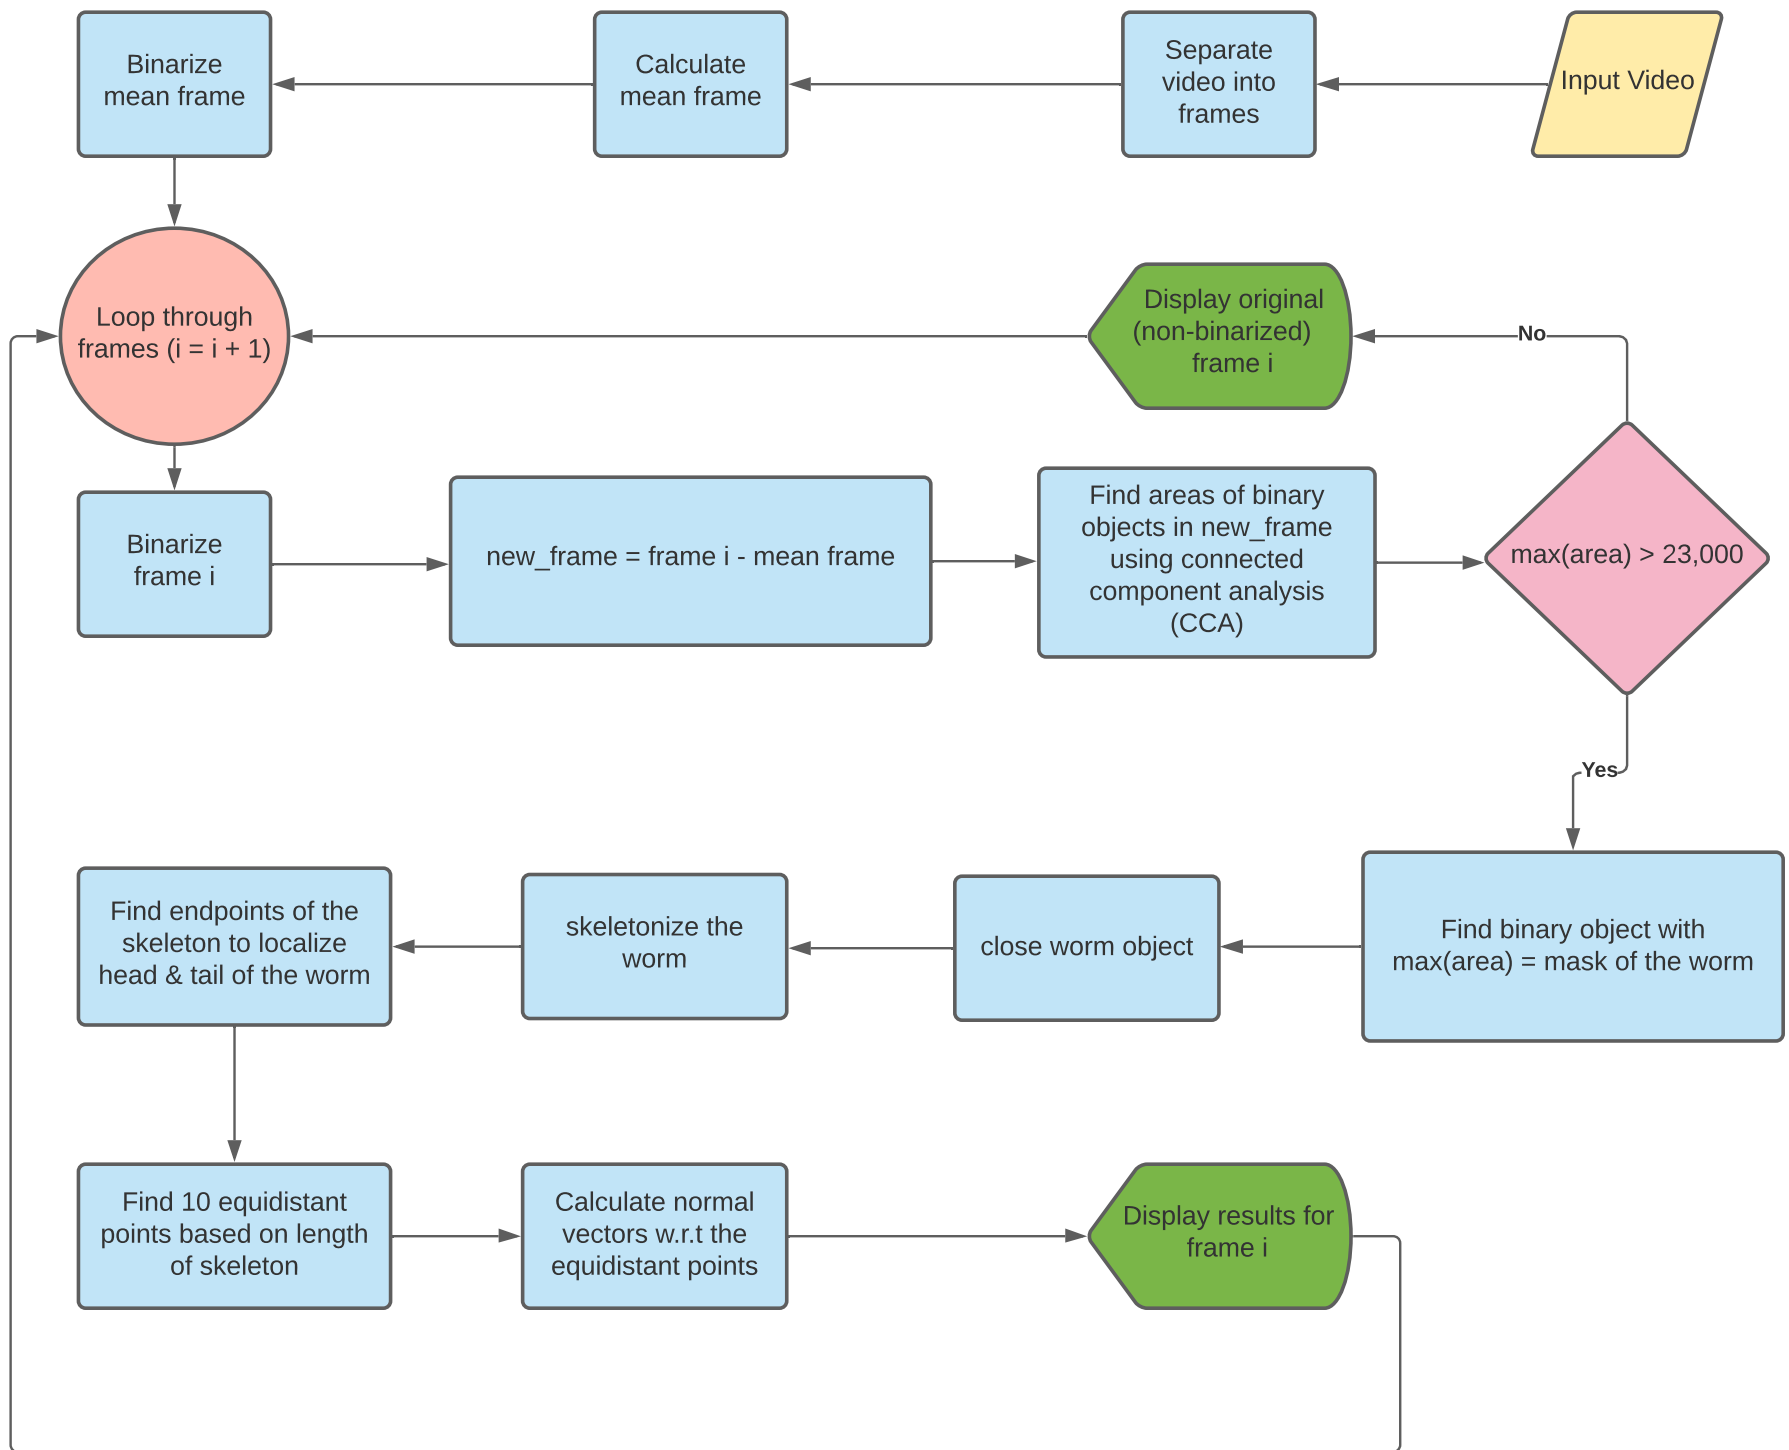 Binarize
mean frame
Calculate
mean frame
Separate
video into
frames
Input Video
Loop through
frames (i = i + 1)
Display original
(non-binarized)
frame i
No
Binarize
frame i
new_frame = frame i - mean frame
Find areas of binary
objects in new_frame
using connected
component analysis
(CCA)
max(area) > 23,000
Yes
Find endpoints of the
skeleton to localize
head & tail of the worm
skeletonize the
worm
close worm object
Find binary object with
max(area) = mask of the worm
Find 10 equidistant
points based on length
of skeleton
Calculate normal
vectors w.r.t the
equidistant points
Display results for
frame i